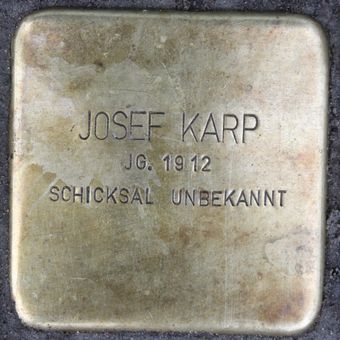 JOSEF KARP
JG. 1912
SCHICKSAL UNBEKANNT